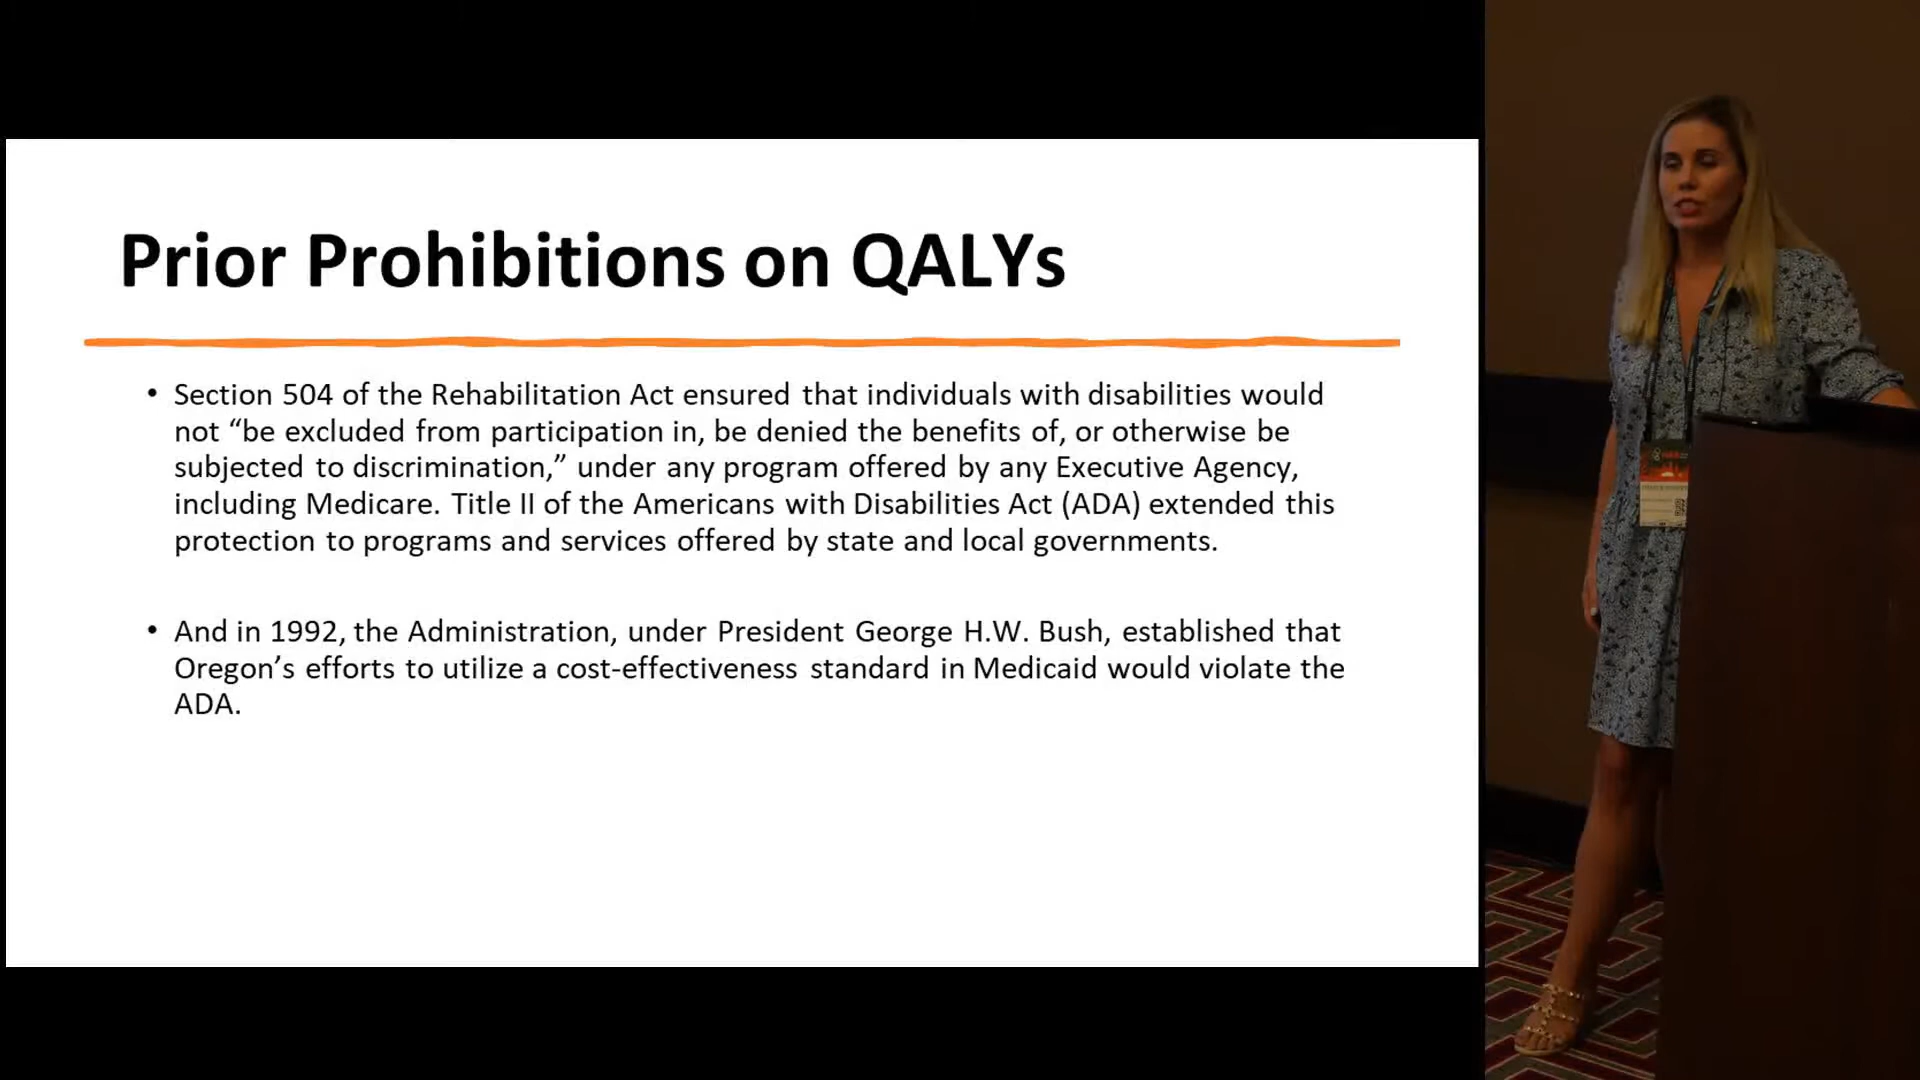 Prior Prohibitions on QALYs
• Section 504 of the Rehabilitation Act ensured that individuals with disabilities would
not “be excluded from participation in, be denied the benefits of, or otherwise be
subjected to discrimination,” under any program offered by any Executive Agency,
including Medicare. Title II of the Americans with Disabilities Act (ADA) extended this
protection to programs and services offered by state and local governments.
• And in 1992, the Administration, under President George H.W. Bush, established that
Oregon’s efforts to utilize a cost-effectiveness standard in Medicaid would violate the
ADA.